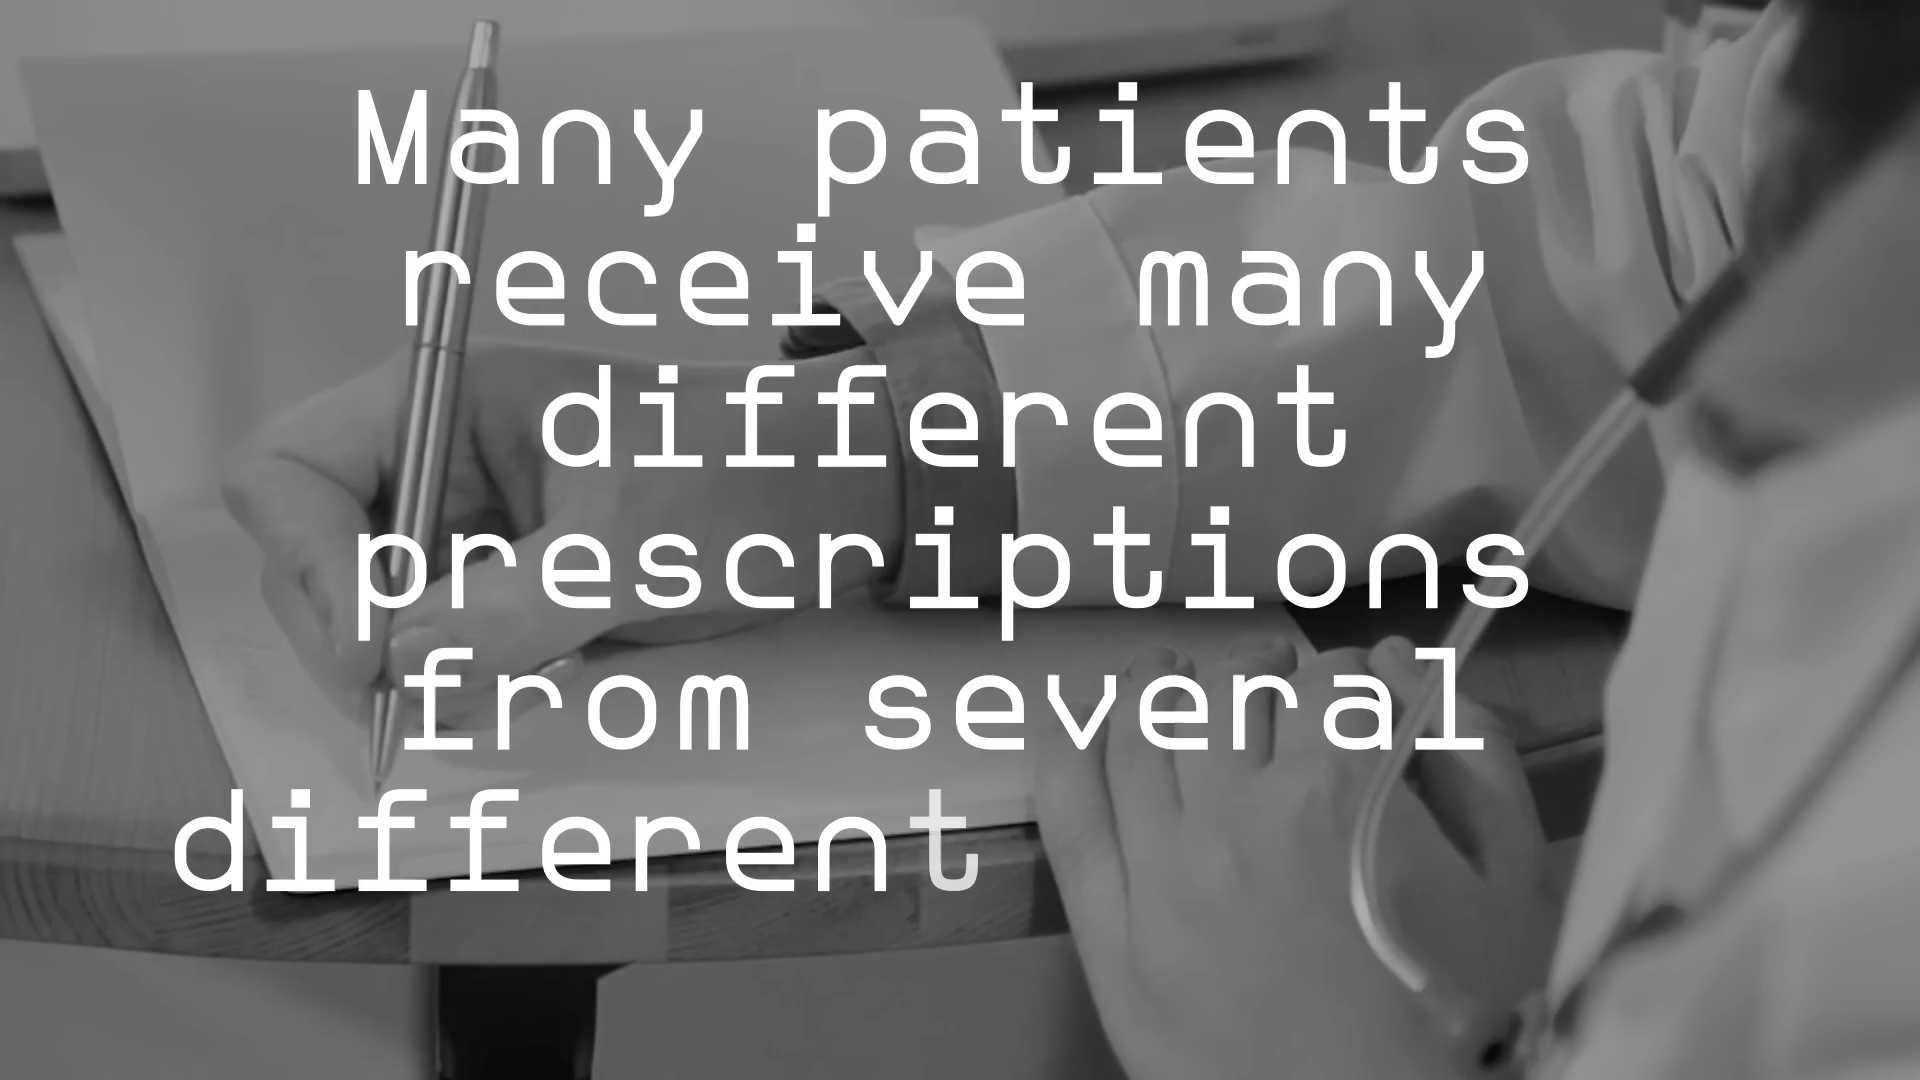 Many patients
receive many
different
prescriptions
from several
different